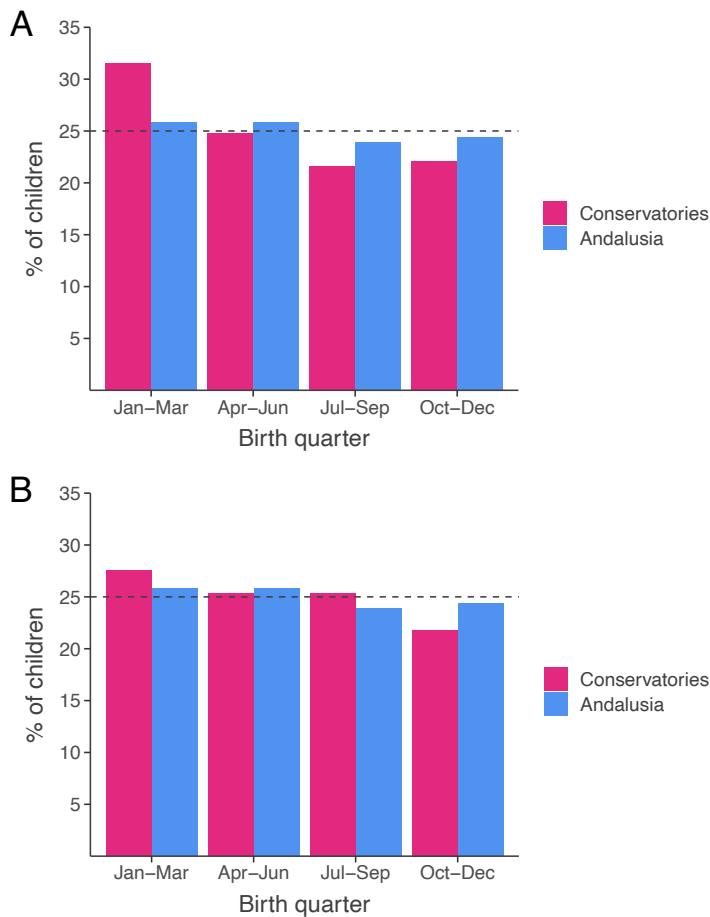 A
35
30
25
20
15
10
5
% of children
Jan–Mar Apr–Jun Jul–Sep Oct–Dec
Birth quarter
Conservatories
Andalusia
B
35
30
25
20
15
10
5
% of children
Jan–Mar Apr–Jun Jul–Sep Oct–Dec
Birth quarter
Conservatories
Andalusia